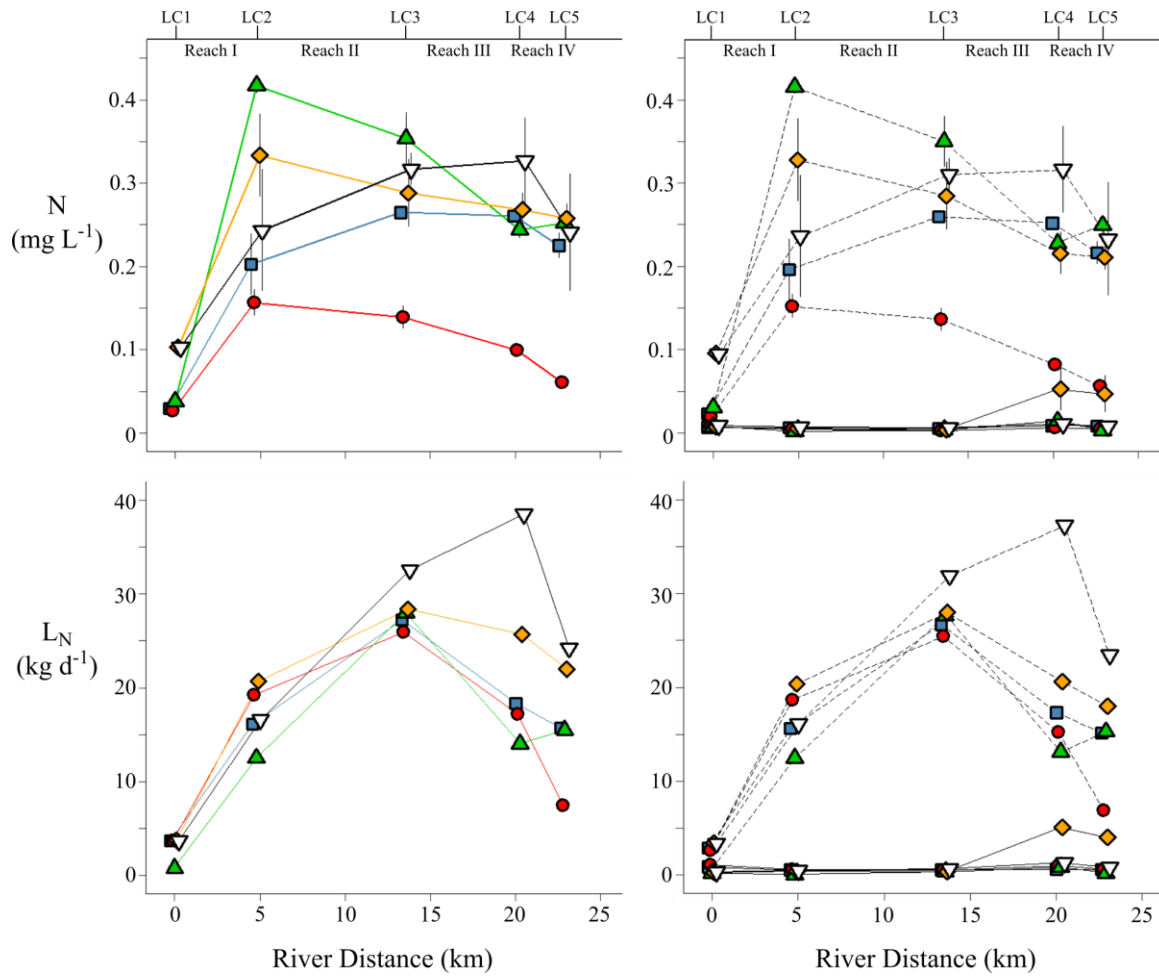 LC1 LC2 LC3 LC4 LC5
Reach I Reach II Reach III Reach IV
LC1 LC2 LC3 LC4 LC5
Reach I Reach II Reach III Reach IV
0.4
0.3
N
(mg L⁻¹)
0.2
0.1
0
0.4
0.3
0.2
0.1
0
40
30
L_N
(kg d⁻¹)
20
10
0
0 5 10 15 20 25
River Distance (km)
40
30
20
10
0
0 5 10 15 20 25
River Distance (km)